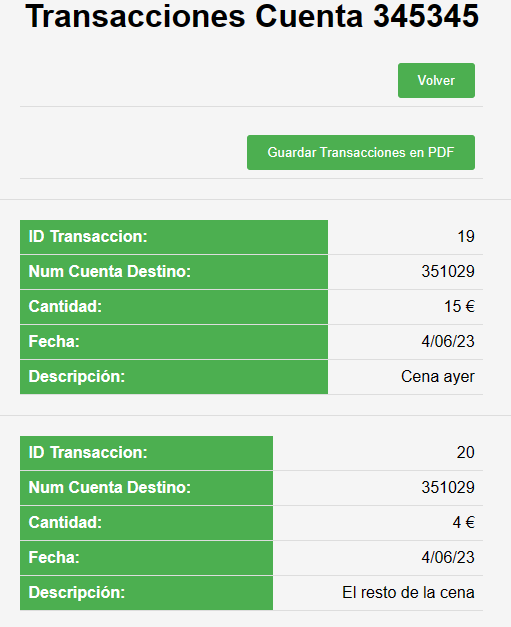 Transacciones Cuenta 345345
Volver
Guardar Transacciones en PDF
ID Transaccion: 19
Num Cuenta Destino: 351029
Cantidad: 15 €
Fecha: 4/06/23
Descripción: Cena ayer
ID Transaccion: 20
Num Cuenta Destino: 351029
Cantidad: 4 €
Fecha: 4/06/23
Descripción: El resto de la cena